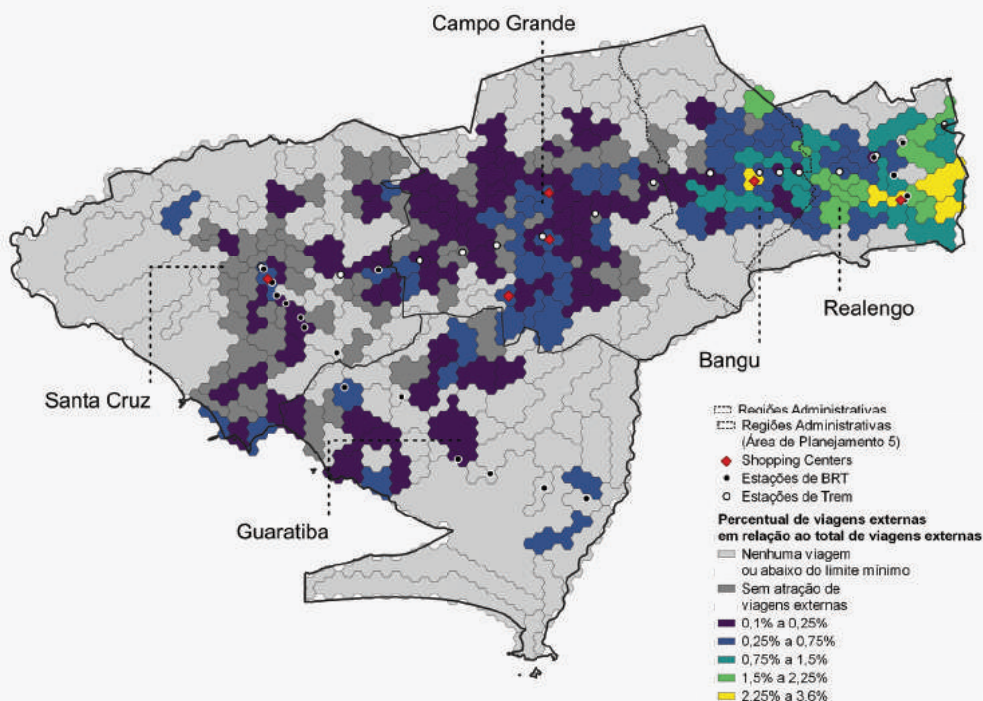 Campo Grande
Realengo
Bangu
Santa Cruz
Guaratiba
Regiões Administrativas
Regiões Administrativas
(Área de Planejamento 5)
Shopping Centers
Estações de BRT
Estações de Trem
Percentual de viagens externas
em relação ao total de viagens externas
Nenhuma viagem
ou abaixo do limite mínimo
Sem atração de
viagens externas
0,1% a 0,25%
0,25% a 0,75%
0,75% a 1,5%
1,5% a 2,25%
2,25% a 3,6%